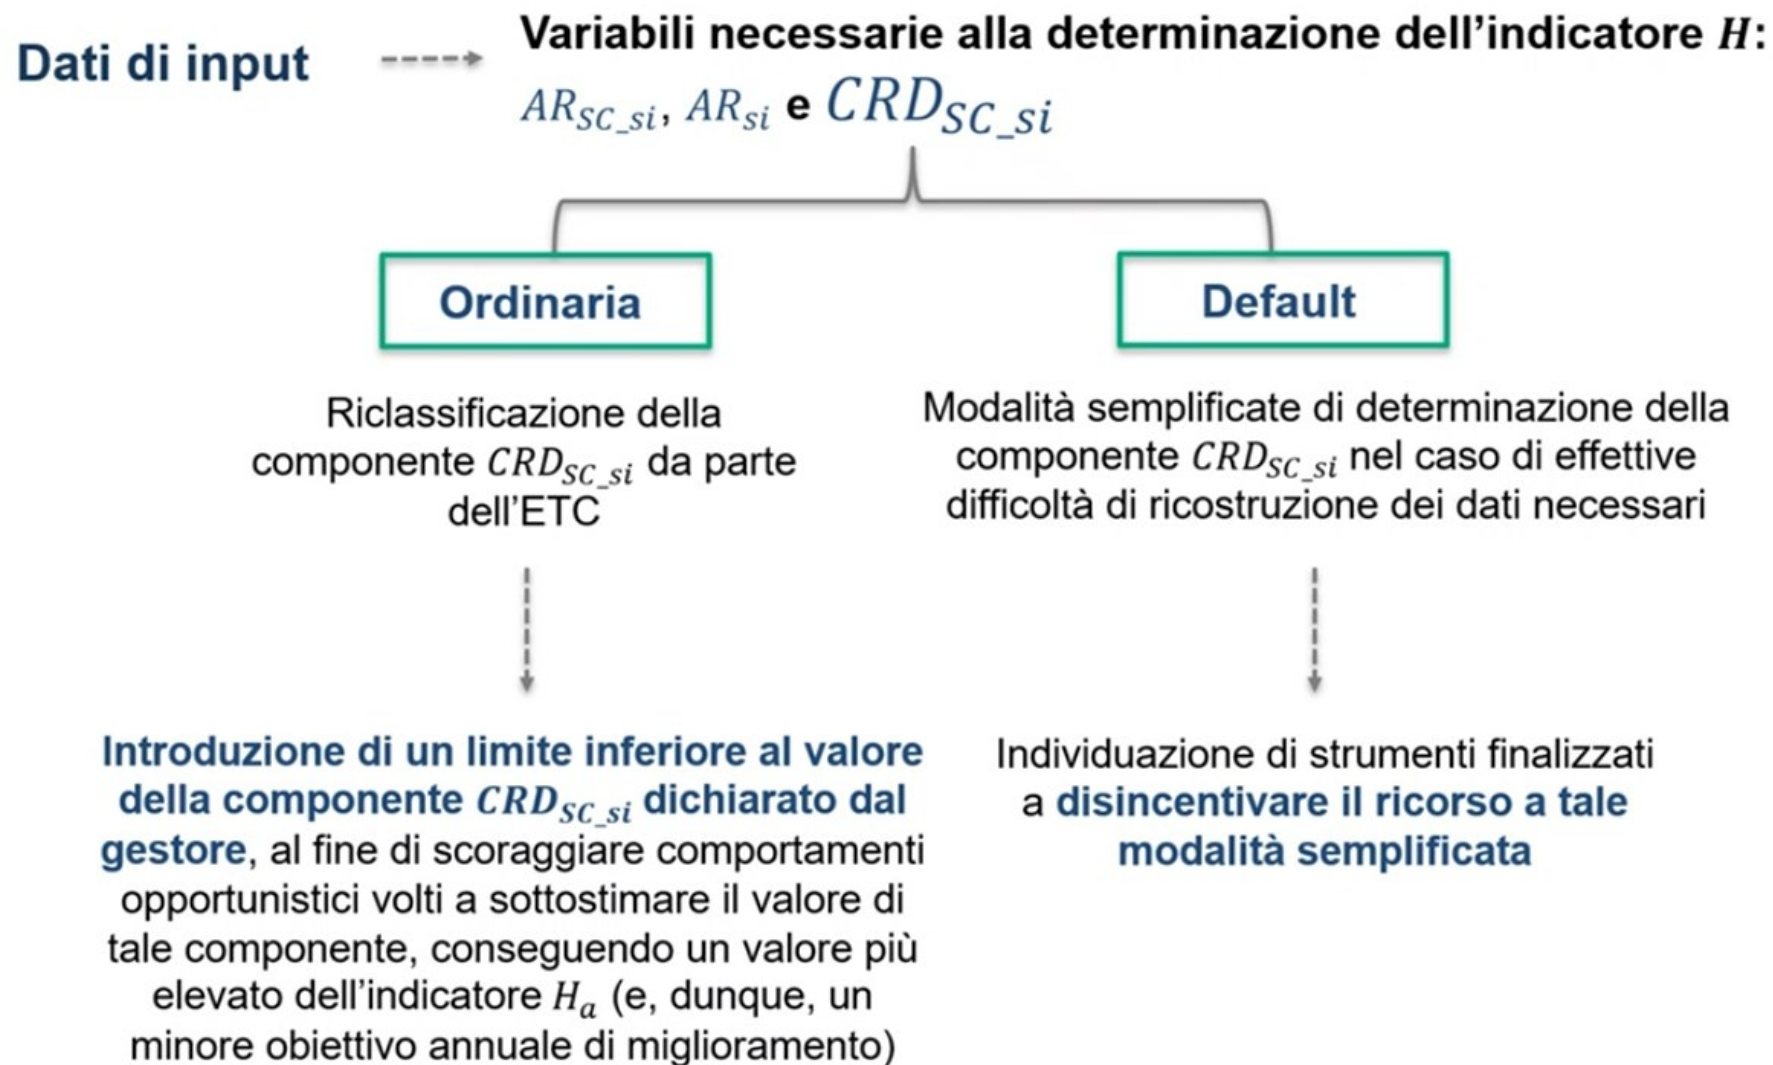 Dati di input
Variabili necessarie alla determinazione dell'indicatore H:
AR_SC_si, AR_si e CRD_SC_si
Ordinaria
Riclassificazione della
componente CRD_SC_si da parte
dell'ETC
Introduzione di un limite inferiore al valore
della componente CRD_SC_si dichiarato dal
gestore, al fine di scoraggiare comportamenti
opportunistici volti a sottostimare il valore di
tale componente, conseguendo un valore più
elevato dell'indicatore H_a (e, dunque, un
minore obiettivo annuale di miglioramento)
Default
Modalità semplificate di determinazione della
componente CRD_SC_si nel caso di effettive
difficoltà di ricostruzione dei dati necessari
Individuazione di strumenti finalizzati
a disincentivare il ricorso a tale
modalità semplificata